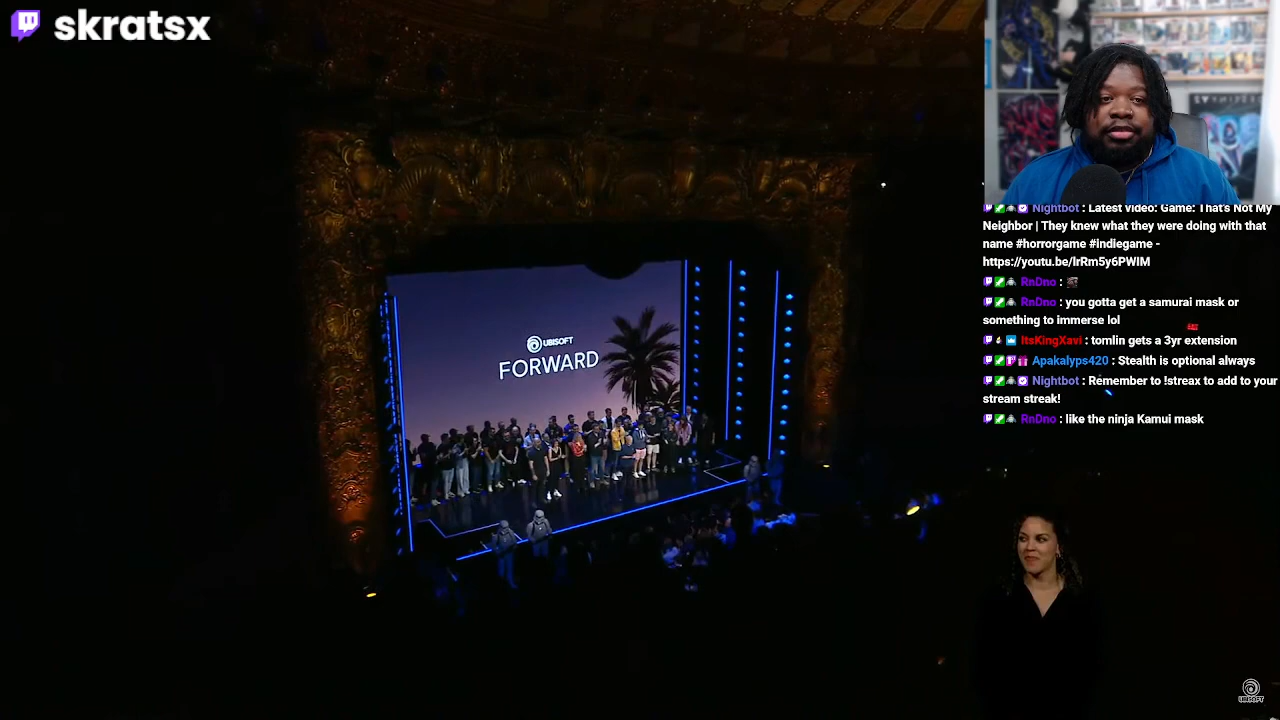 skratsx
UBISOFT
FORWARD
Nightbot : Latest video: Game: That's Not My
Neighbor | They knew what they were doing with that
name #horrorgame #indiegame -
https://youtu.be/lrRm5y6PWlM
RnDno :
RnDno : you gotta get a samurai mask or
something to immerse lol
ItsKingXavi : tomlin gets a 3yr extension
Apakalyps420 : Stealth is optional always
Nightbot : Remember to !streax to add to your
stream streak!
RnDno : like the ninja Kamui mask
UBISOFT